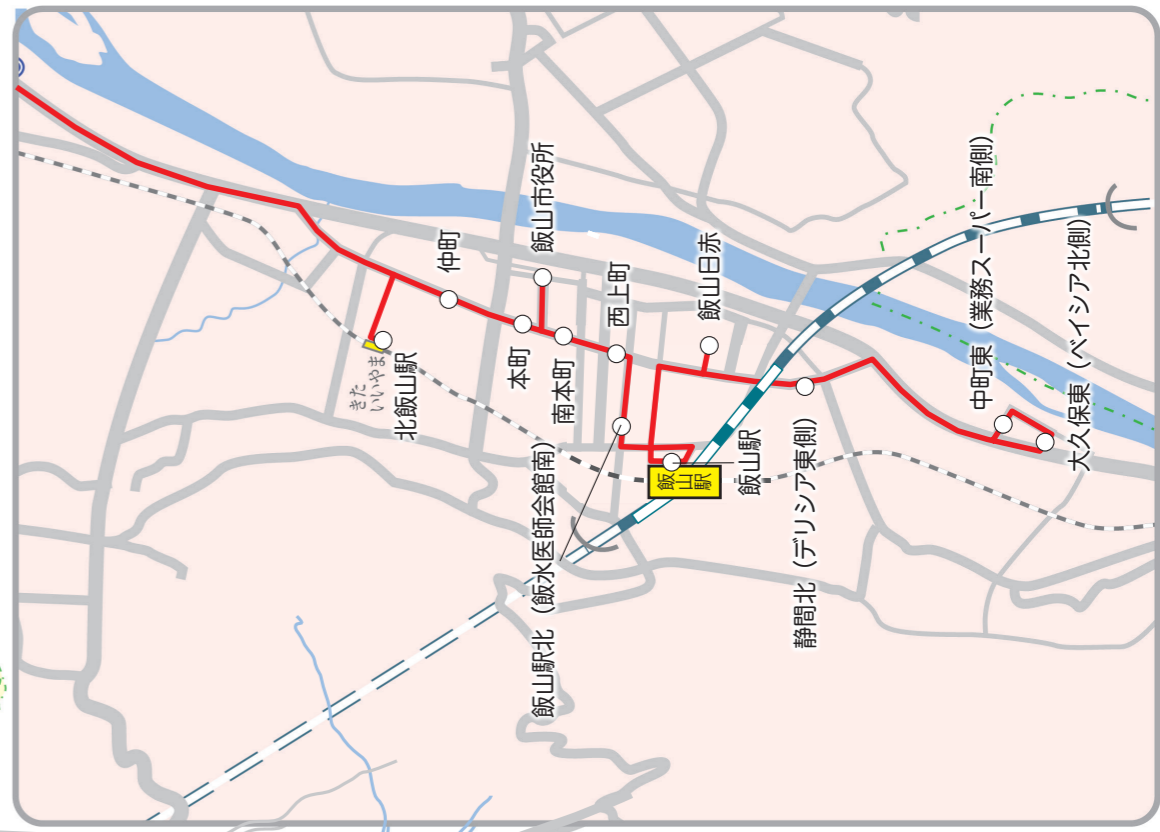 きた
いいやま
北飯山駅
仲町
本町
飯山市役所
南本町
西上町
飯山駅北（飯水医師会館南）
飯山駅
飯山駅
飯山日赤
静間北（デリシア東側）
中町東（業務スーパー南側）
大久保東（ベイシア北側）